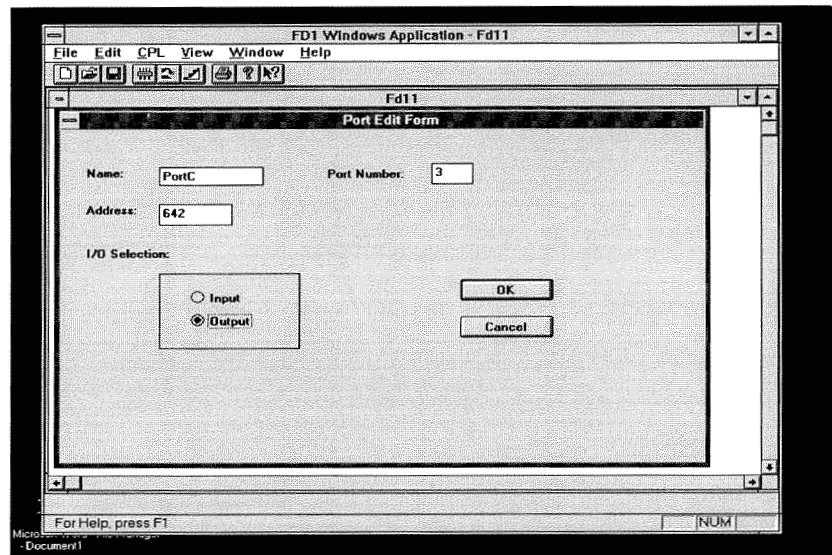 FD1 Windows Application - Fd11
File Edit CPL View Window Help
Fd11
Port Edit Form
Name: PortC Port Number: 3
Address: 642
I/O Selection:
Input
Output
OK
Cancel
For Help, press F1 NUM
- Document1